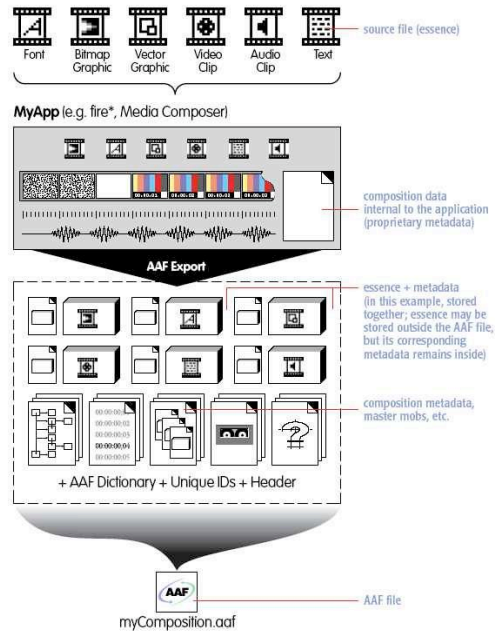 source file (essence)
Font
Bitmap
Graphic
Vector
Graphic
Video
Clip
Audio
Clip
Text
MyApp (e.g. fire*, Media Composer)
composition data
internal to the application
(proprietary metadata)
AAF Export
essence + metadata
(in this example, stored
together; essence may be
stored outside the AAF file,
but its corresponding
metadata remains inside)
composition metadata,
master mobs, etc.
+ AAF Dictionary + Unique IDs + Header
AAF
AAF file
myComposition.aaf